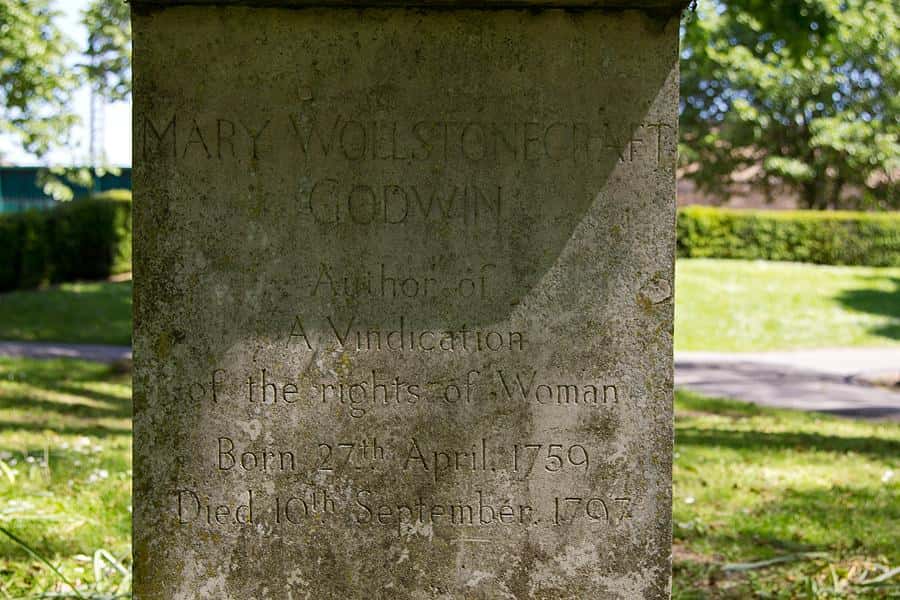 MARY WOLLSTONECRAFT
GODWIN
Author of
A Vindication
of the rights of Woman
Born 27th April, 1759
Died 10th September, 1797